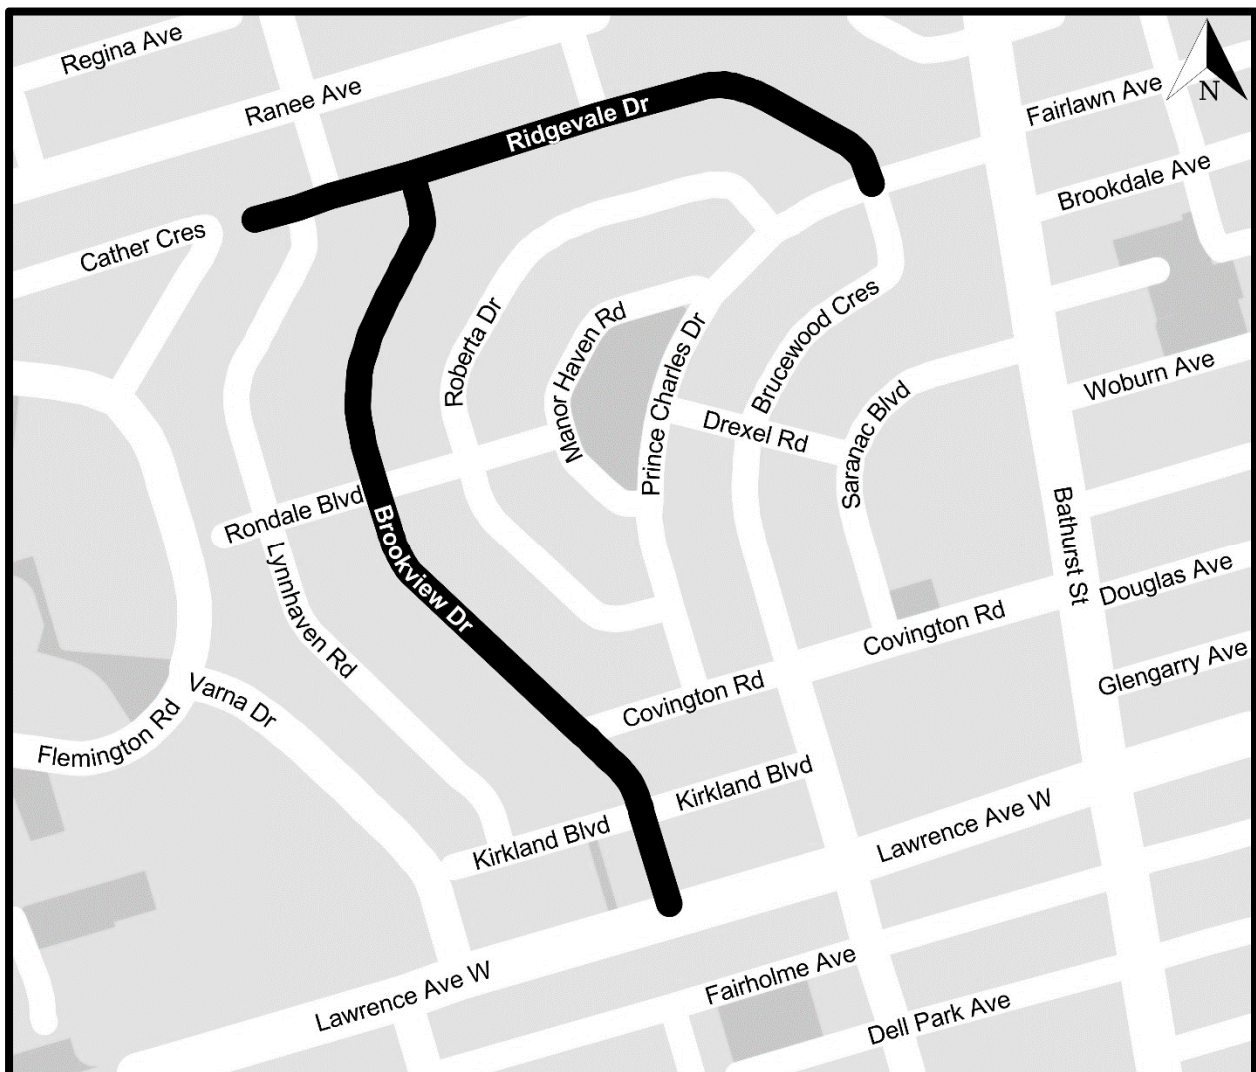 Regina Ave
Ranee Ave
Ridgevale Dr
Fairlawn Ave
N
Brookdale Ave
Cather Cres
Roberta Dr
Manor Haven Rd
Prince Charles Dr
Brucewood Cres
Woburn Ave
Drexel Rd
Saranac Blvd
Rondale Blvd
Brookview Dr
Lynnhaven Rd
Bathurst St
Douglas Ave
Covington Rd
Glengarry Ave
Varna Dr
Covington Rd
Flemington Rd
Kirkland Blvd
Kirkland Blvd
Lawrence Ave W
Lawrence Ave W
Fairholme Ave
Dell Park Ave